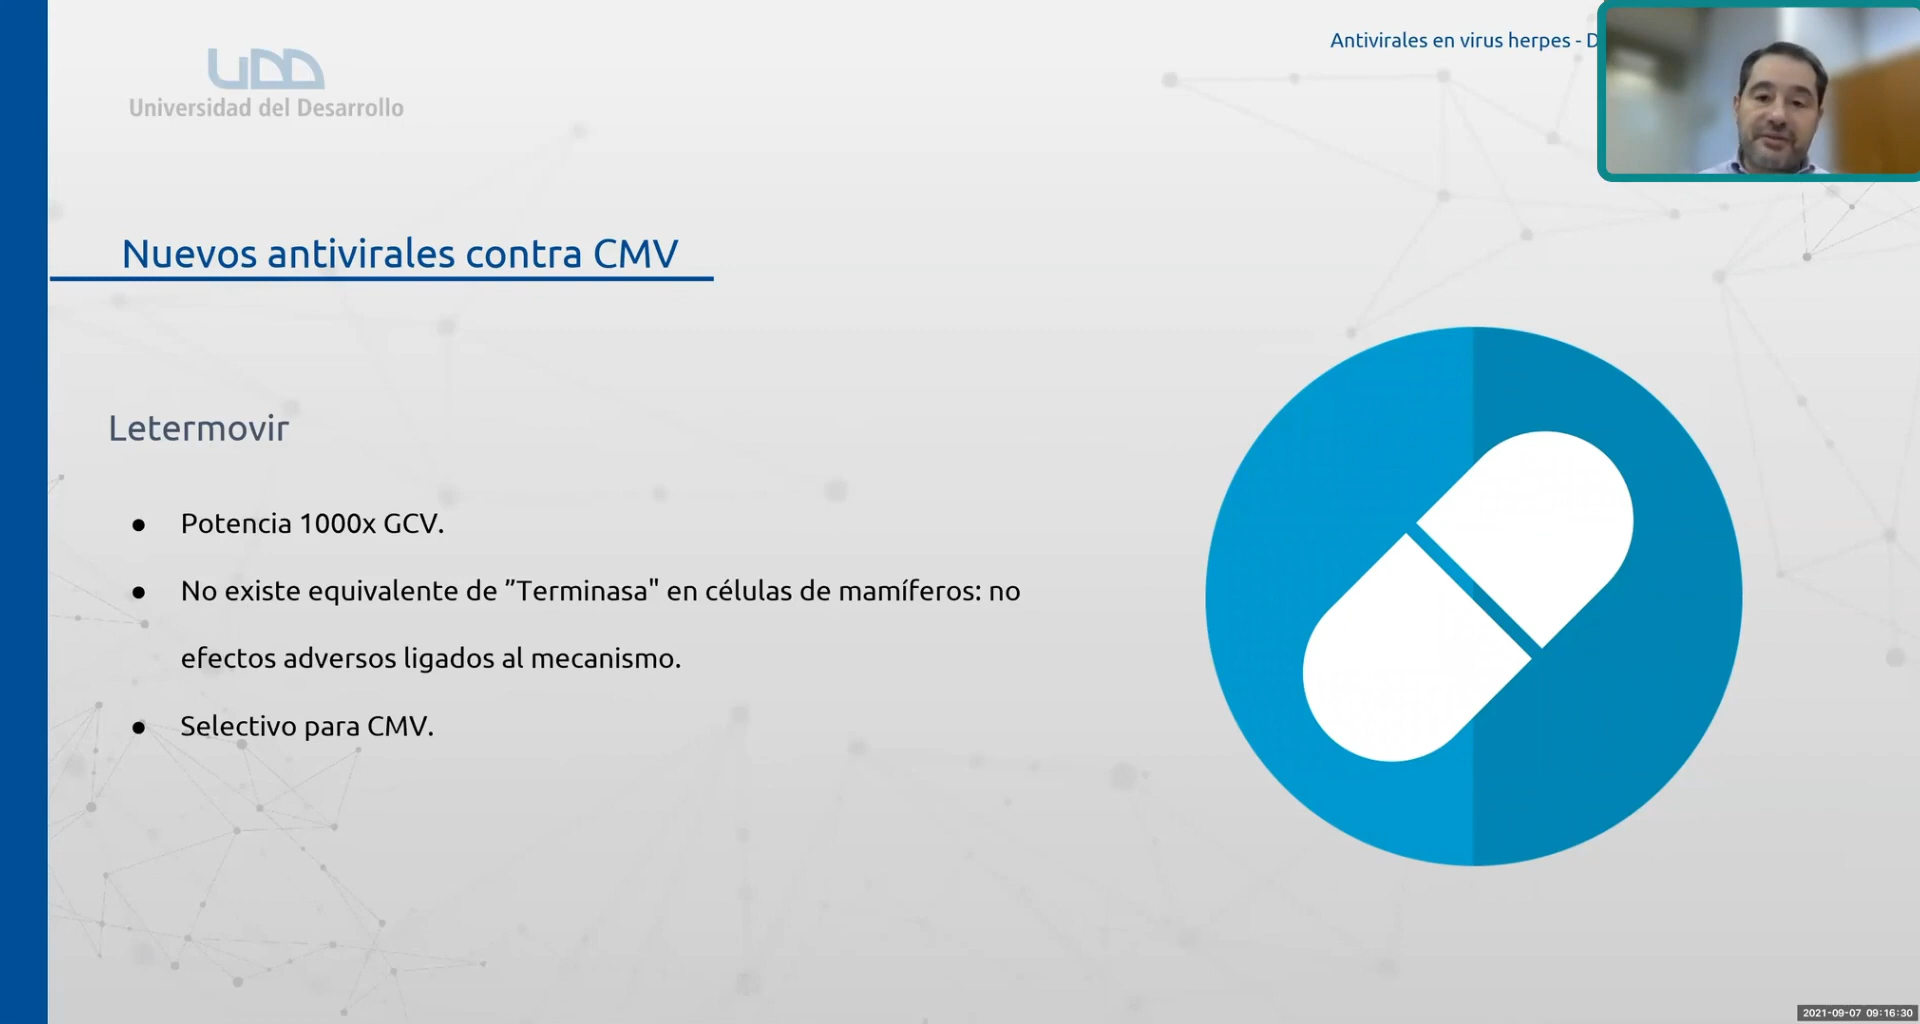 UDD
Universidad del Desarrollo
Antivirales en virus herpes - D
Nuevos antivirales contra CMV
Letermovir
● Potencia 1000x GCV.
● No existe equivalente de ”Terminasa" en células de mamíferos: no
efectos adversos ligados al mecanismo.
● Selectivo para CMV.
2021-09-07 09:16:30